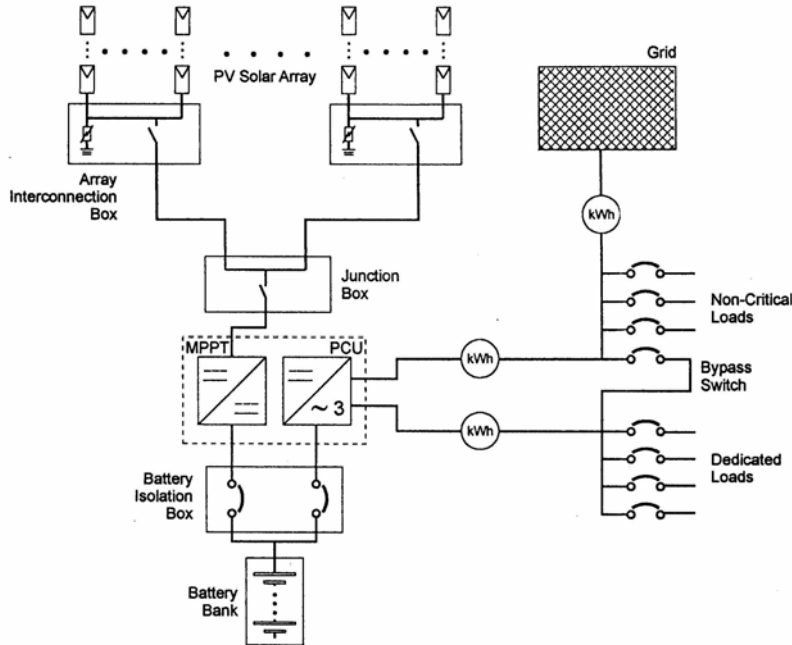 PV Solar Array
Grid
Array
Interconnection
Box
kWh
Junction
Box
Non-Critical
Loads
MPPT
PCU
kWh
Bypass
Switch
~ 3
kWh
Battery
Isolation
Box
Dedicated
Loads
Battery
Bank